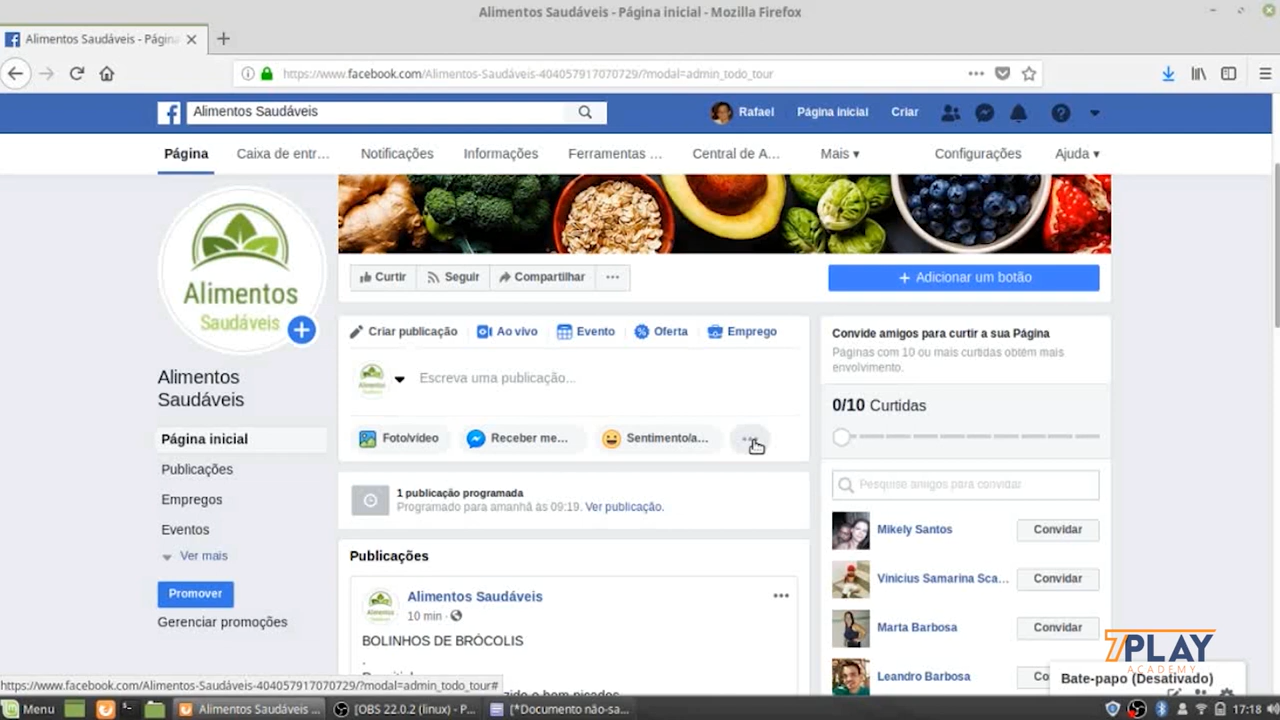 Alimentos Saudáveis - Página inicial - Mozilla Firefox
Alimentos Saudáveis - Págin
https://www.facebook.com/Alimentos-Saudáveis-404057917070729/?modal=admin_todo_tour
Alimentos Saudáveis
Rafael
Página inicial
Criar
Página
Caixa de entr...
Notificações
Informações
Ferramentas ...
Central de A...
Mais
Configurações
Ajuda
Alimentos
Saudáveis
Curtir
Seguir
Compartilhar
Adicionar um botão
Criar publicação
Ao vivo
Evento
Oferta
Emprego
Escreva uma publicação...
Foto/vídeo
Receber me...
Sentimento/a...
Convide amigos para curtir a sua Página
Páginas com 10 ou mais curtidas obtém mais
envolvimento.
0/10 Curtidas
Alimentos
Saudáveis
Página inicial
Publicações
Empregos
Eventos
Ver mais
Promover
Gerenciar promoções
1 publicação programada
Programado para amanhã às 09:19. Ver publicação.
Publicações
Alimentos Saudáveis
10 min
BOLINHOS DE BRÓCOLIS
.
Pesquise amigos para convidar
Mikely Santos
Convidar
Vinicius Samarina Sca...
Convidar
Marta Barbosa
Convidar
Leandro Barbosa
Co
7PLAY
ACADEMY
Bate-papo (Desativado)
https://www.facebook.com/Alimentos-Saudáveis-404057917070729/?modal=admin_todo_tour#
Menu
Alimentos Saudáveis ...
[OBS 22.0.2 (linux) - P...
[*Documento não-sa...
17:18